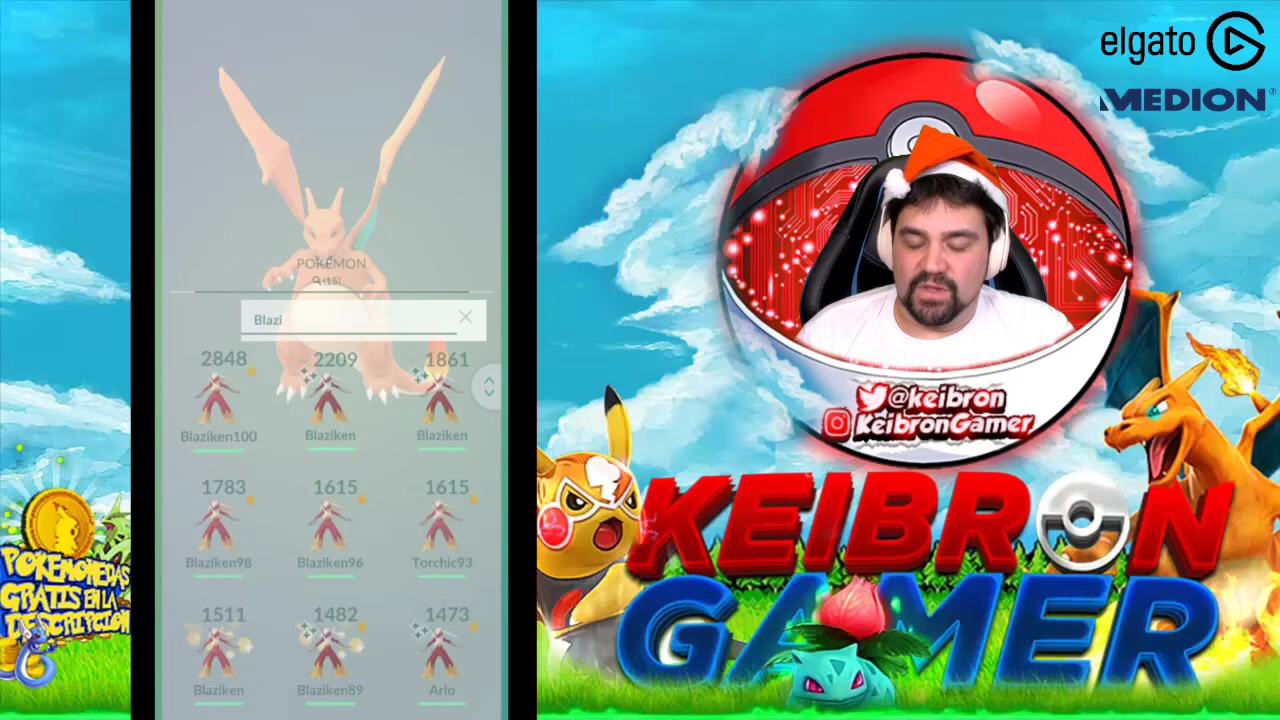 POKÉMON
(15)
Blazi
2848 2209 1861
Blaziken100 Blaziken Blaziken
1783 1615 1615
Blaziken98 Blaziken96 Torchic93
1511 1482 1473
Blaziken Blaziken89 Arlo
POKEMONEDAS
GRATIS EN LA
DESCRIPCION
elgato
MEDION®
@keibron
KeibronGamer
KEIBRON
GAMER